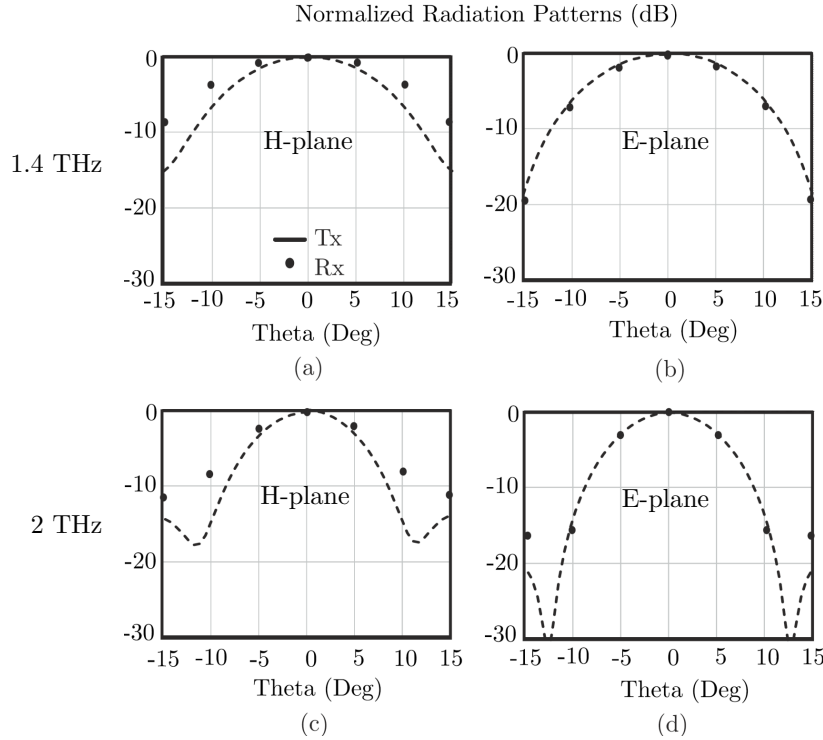 Normalized Radiation Patterns (dB)
1.4 THz
0
-10
-20
-30
H-plane
Tx
Rx
-15 -10 -5 0 5 10 15
Theta (Deg)
(a)
0
-10
-20
-30
E-plane
-15 -10 -5 0 5 10 15
Theta (Deg)
(b)
2 THz
0
-10
-20
-30
H-plane
-15 -10 -5 0 5 10 15
Theta (Deg)
(c)
0
-10
-20
-30
E-plane
-15 -10 -5 0 5 10 15
Theta (Deg)
(d)